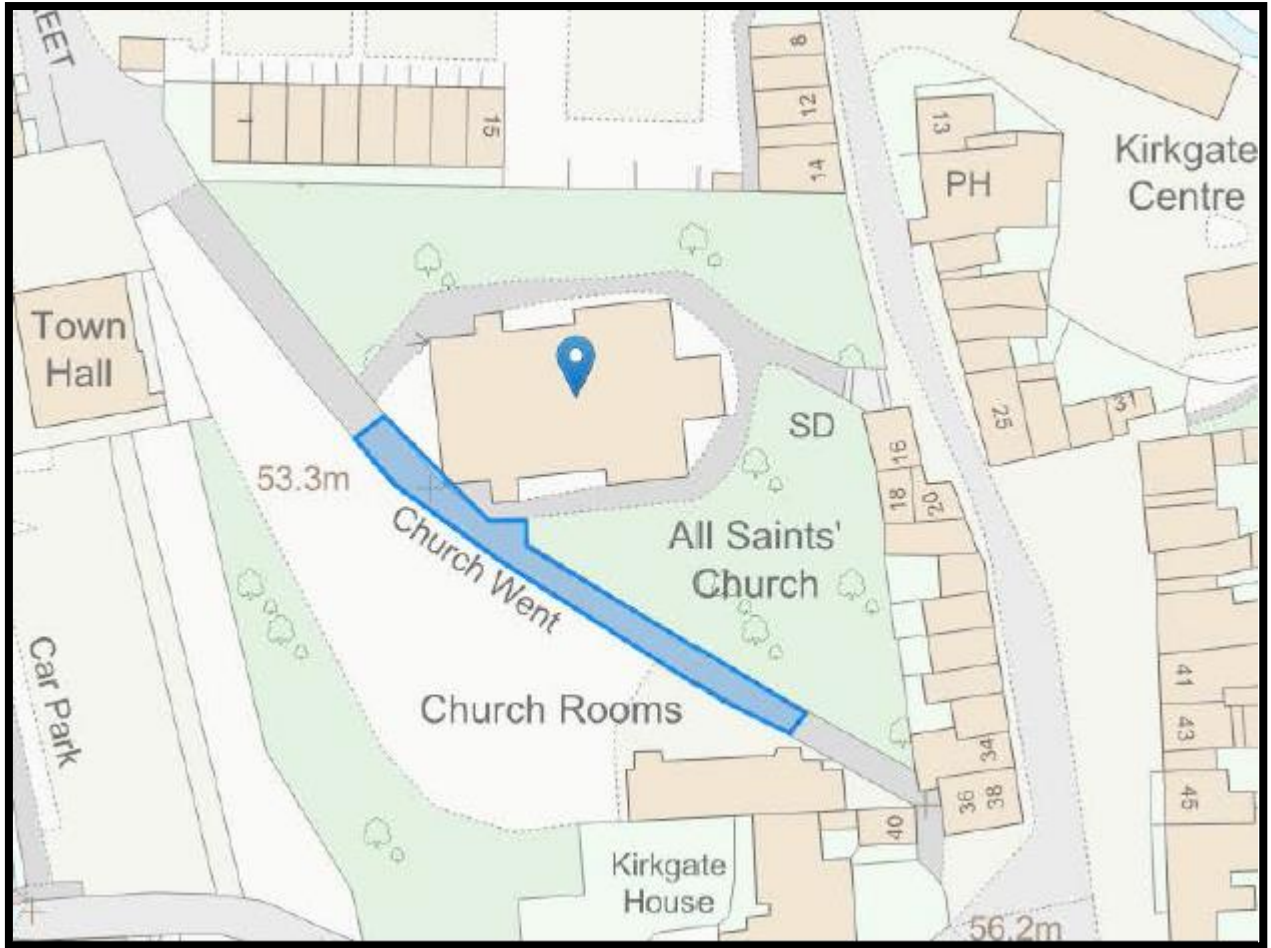 REET
8
12
14
1
15
13
PH
Kirkgate
Centre
Town
Hall
25
31
SD
16
18
20
53.3m
Church Went
All Saints'
Church
Car Park
Church Rooms
41
43
45
34
36
38
40
Kirkgate
House
56.2m